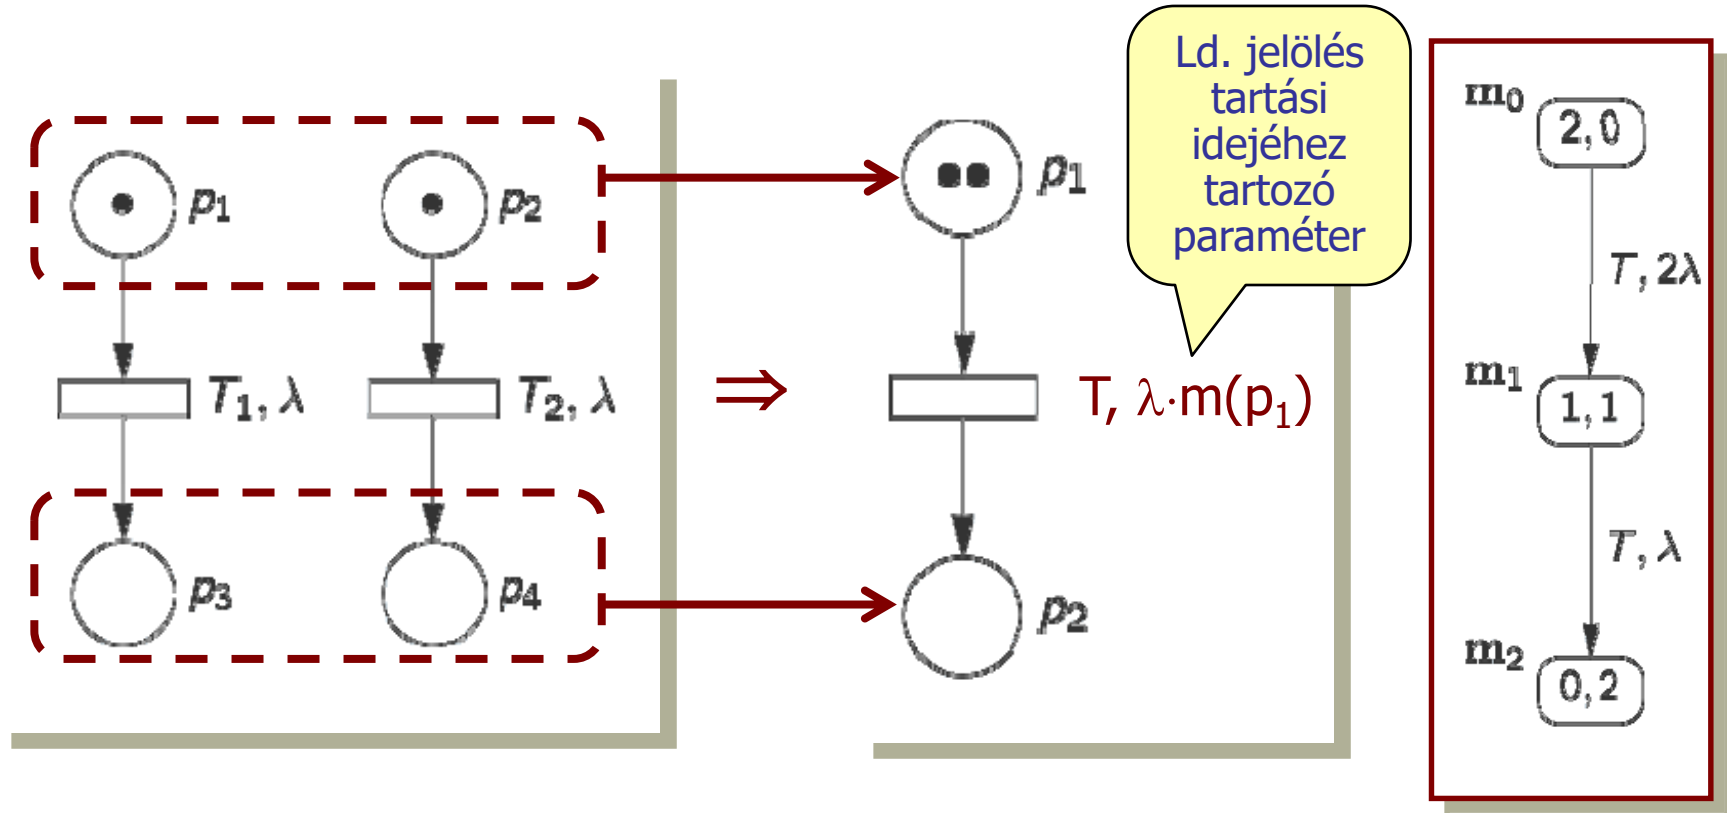 p₁
p₂
T₁, λ
T₂, λ
p₃
p₄
⇒
p₁
T, λ·m(p₁)
p₂
Ld. jelölés
tartási
idejéhez
tartozó
paraméter
m₀
2, 0
T, 2λ
m₁
1, 1
T, λ
m₂
0, 2